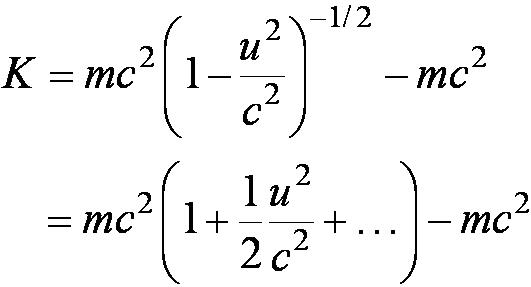 K = mc²(1 − u²/c²)^(−1/2) − mc²
= mc²(1 + 1/2 u²/c² + ...) − mc²